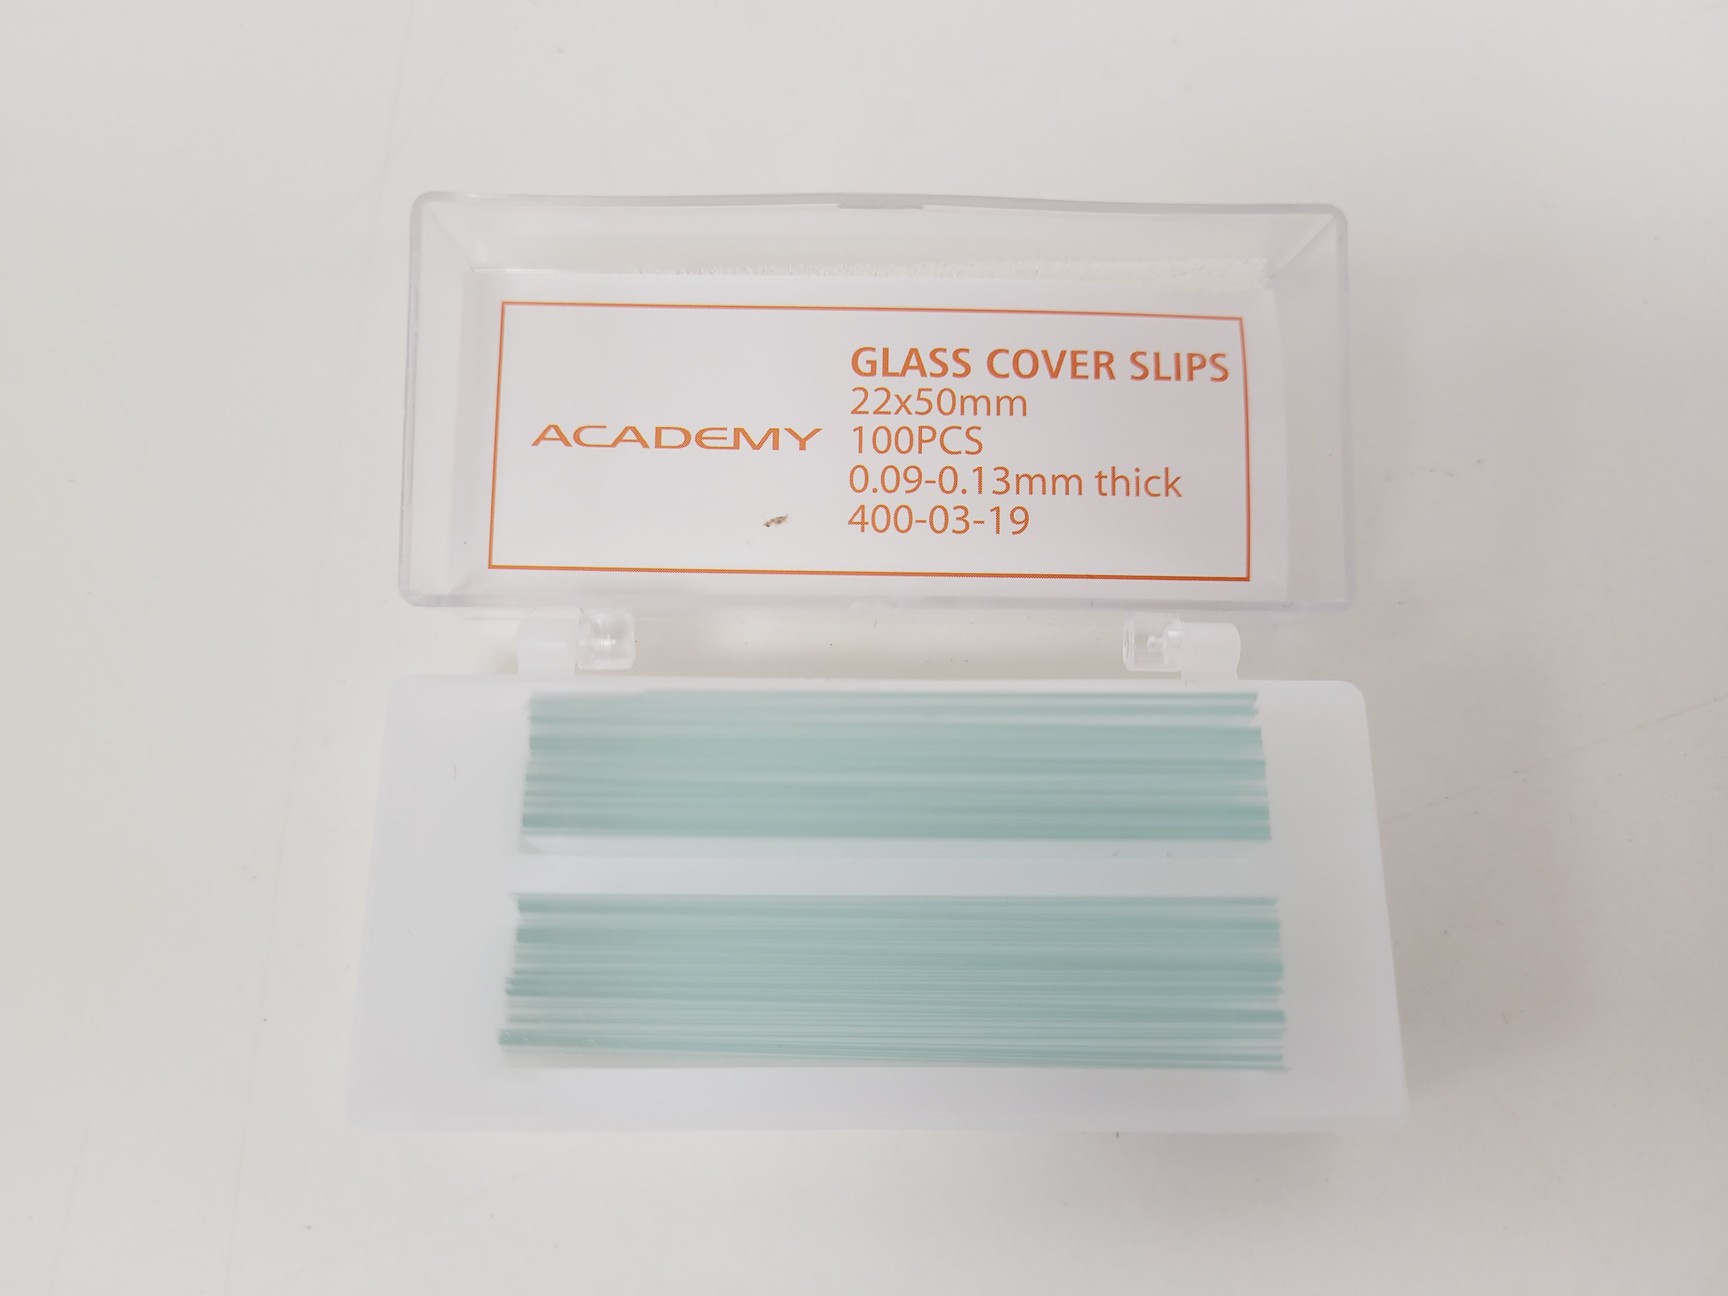 ACADEMY
GLASS COVER SLIPS
22x50mm
100PCS
0.09-0.13mm thick
400-03-19